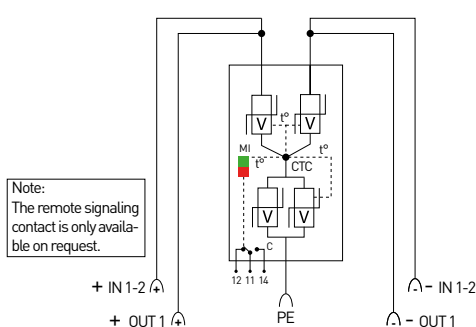 t°
V
V
MI
t°
t°
CTC
V
V
Note:
The remote signaling
contact is only availa-
ble on request.
C
12 11 14
+ IN 1-2 +
- - IN 1-2
+ OUT 1 +
PE
- - OUT 1